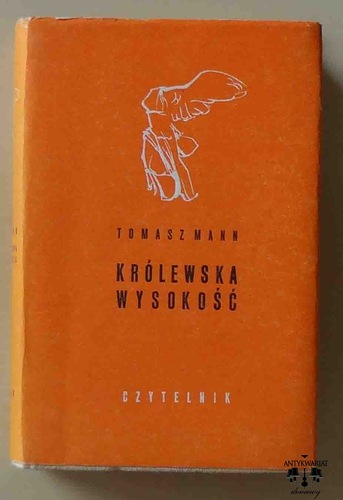 TOMASZ MANN
KRÓLEWSKA
WYSOKOŚĆ
CZYTELNIK
ANTYKWARIAT